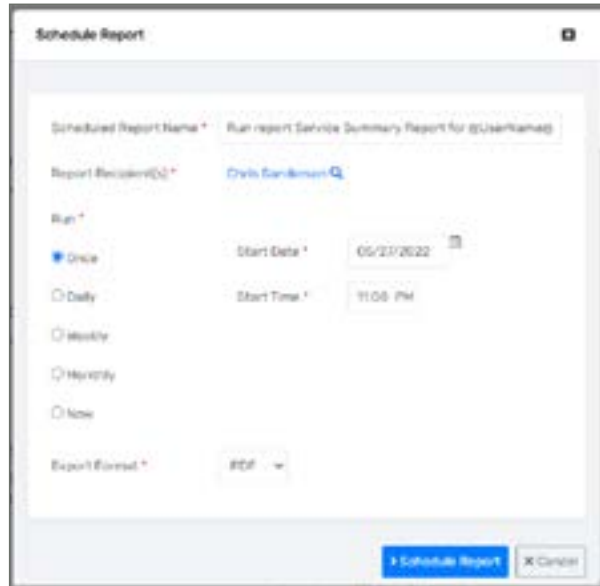 Schedule Report
Scheduled Report Name * Run report Service Summary Report for @UserName@
Report Recipient(s) * Chris Sanderson
Run *
Once Start Date * 05/27/2022
Daily Start Time * 11:08 PM
Weekly
Monthly
Now
Export Format * PDF
Schedule Report X Cancel